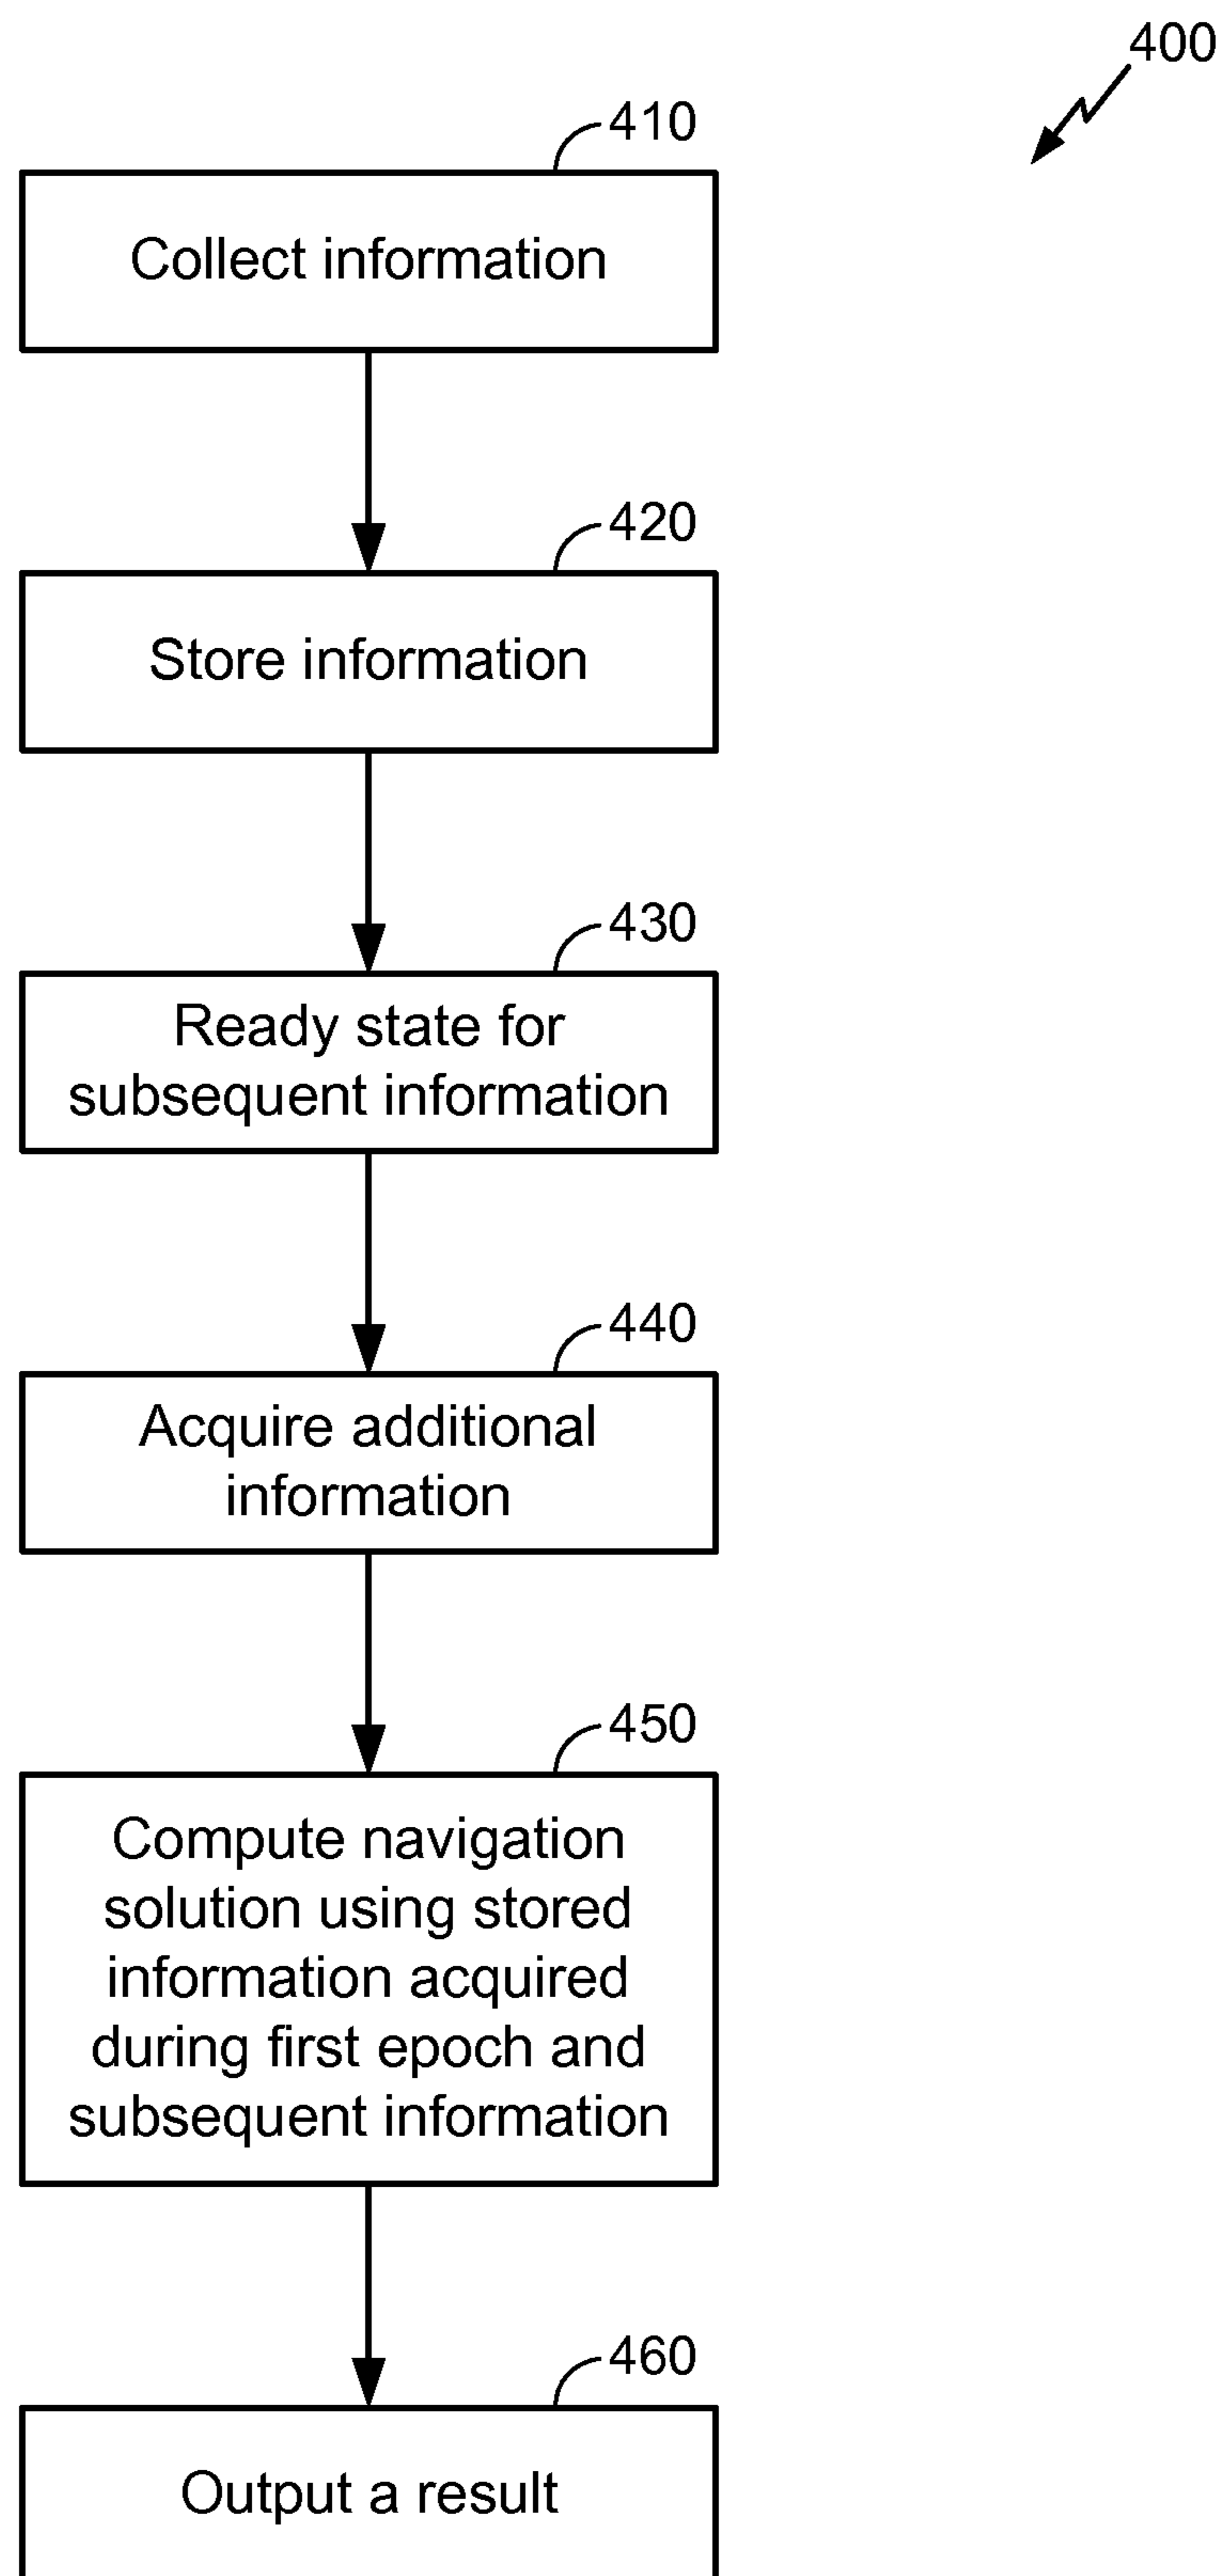 400
410
Collect information
420
Store information
430
Ready state for
subsequent information
440
Acquire additional
information
450
Compute navigation
solution using stored
information acquired
during first epoch and
subsequent information
460
Output a result